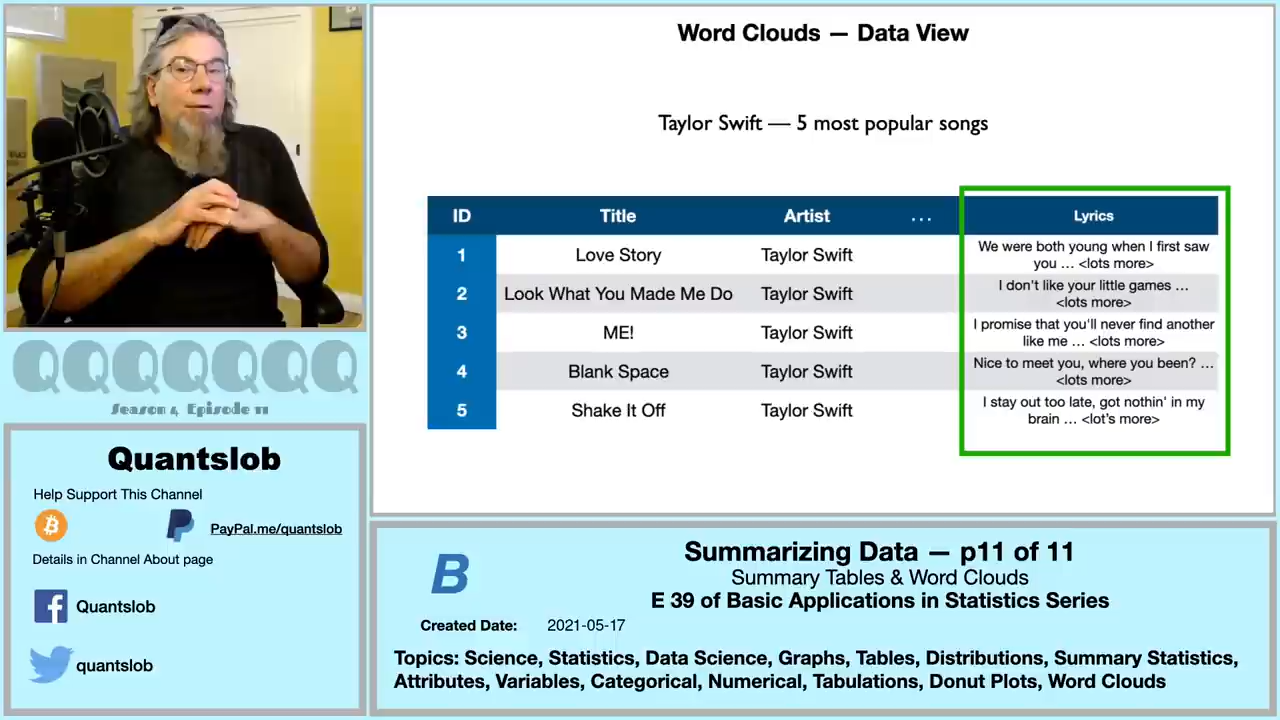 Word Clouds — Data View
Taylor Swift — 5 most popular songs
ID Title Artist ... Lyrics
1 Love Story Taylor Swift We were both young when I first saw
you ... <lots more>
2 Look What You Made Me Do Taylor Swift I don't like your little games ...
<lots more>
3 ME! Taylor Swift I promise that you'll never find another
like me ... <lots more>
4 Blank Space Taylor Swift Nice to meet you, where you been? ...
<lots more>
5 Shake It Off Taylor Swift I stay out too late, got nothin' in my
brain ... <lot's more>
QQQQQQQ
Season 4 Episode 11
Quantslob
Help Support This Channel
PayPal.me/quantslob
Details in Channel About page
Quantslob
quantslob
B
Summarizing Data — p11 of 11
Summary Tables & Word Clouds
E 39 of Basic Applications in Statistics Series
Created Date: 2021-05-17
Topics: Science, Statistics, Data Science, Graphs, Tables, Distributions, Summary Statistics,
Attributes, Variables, Categorical, Numerical, Tabulations, Donut Plots, Word Clouds